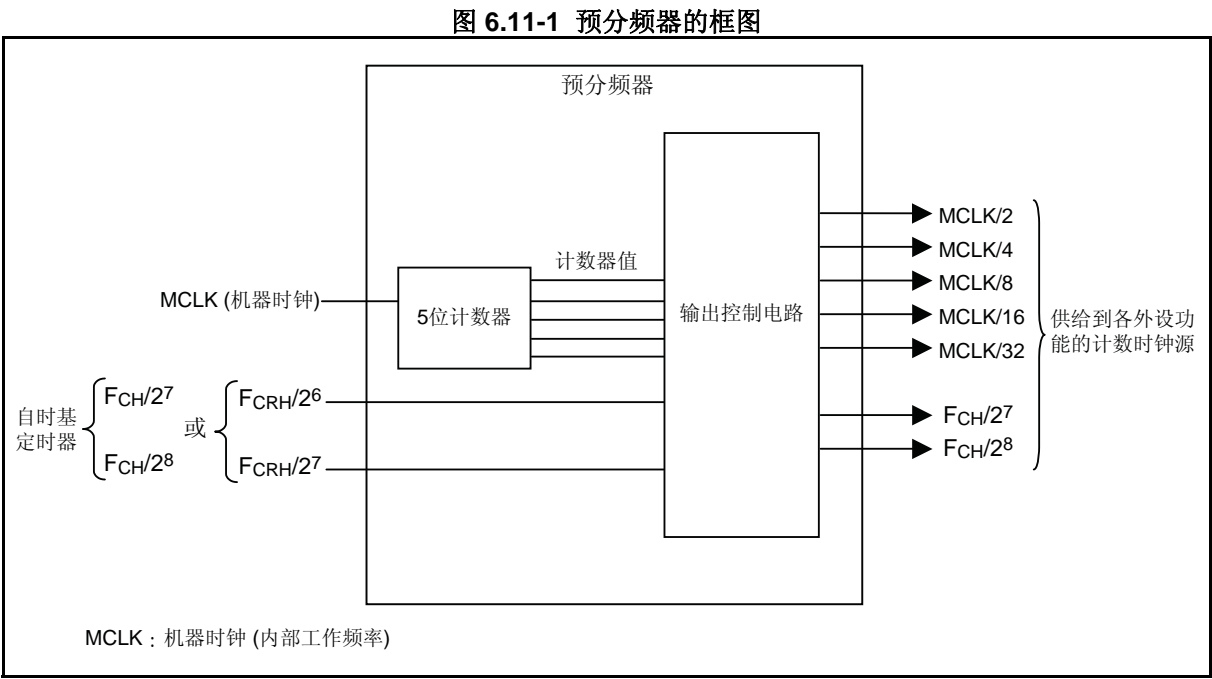 图 6.11-1 预分频器的框图
预分频器
计数器值
MCLK (机器时钟)
5位计数器
输出控制电路
MCLK/2
MCLK/4
MCLK/8
MCLK/16
MCLK/32
供给到各外设功
能的计数时钟源
自时基
定时器
FCH/2⁷
FCH/2⁸
或
FCRH/2⁶
FCRH/2⁷
FCH/2⁷
FCH/2⁸
MCLK : 机器时钟 (内部工作频率)